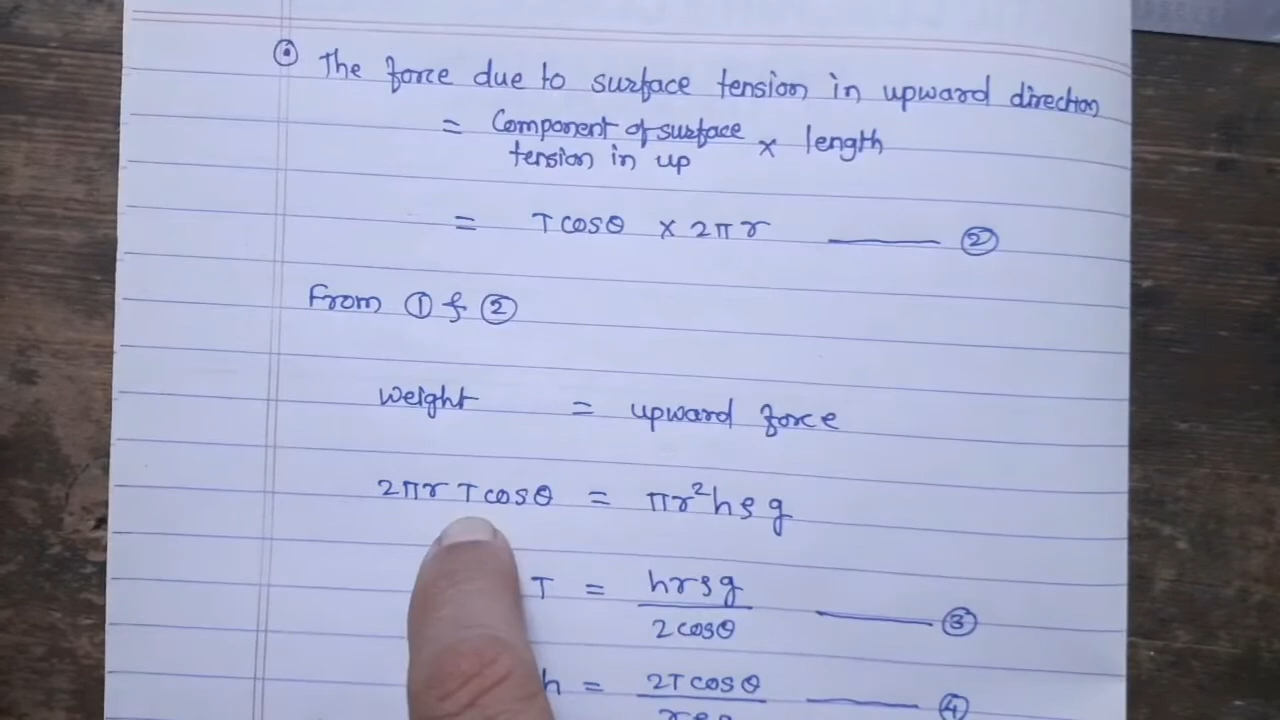 ⊙ The force due to surface tension in upward direction
= Component of surface tension in up × length
= T cosθ × 2πr —— ②
From ① & ②
weight = upward force
2πr T cosθ = πr²hρg
T = hrρg / 2cosθ —— ③
h = 2T cosθ / rρg —— ④